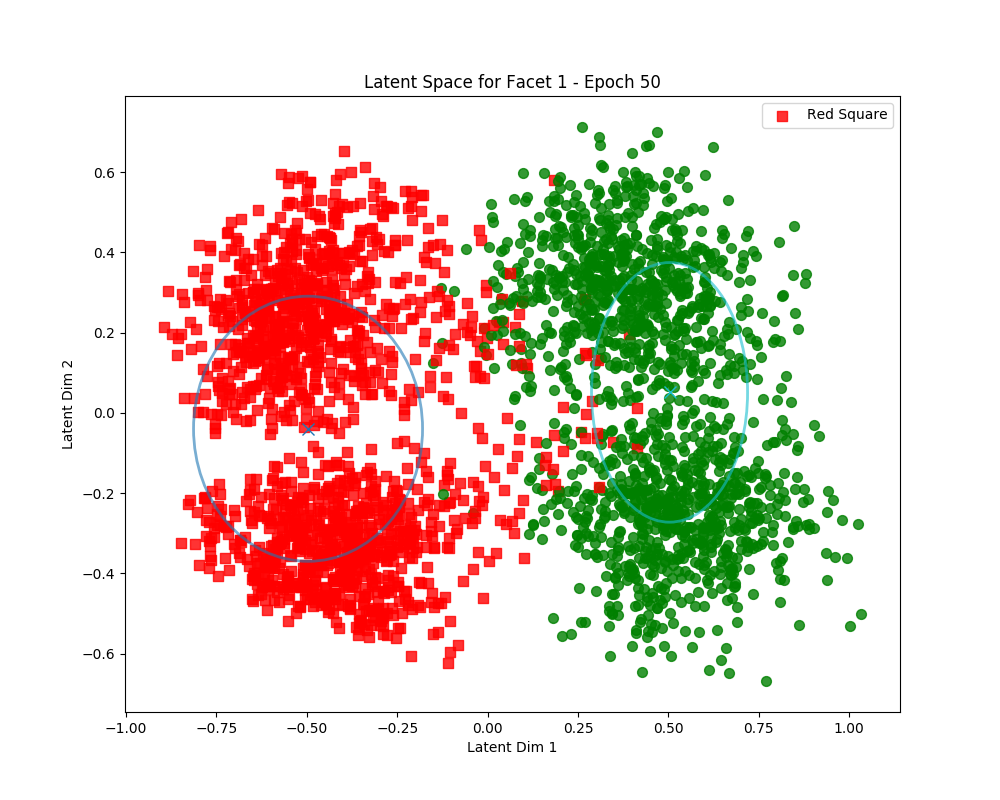 Latent Space for Facet 1 - Epoch 50
Red Square
0.6
0.4
0.2
0.0
−0.2
−0.4
−0.6
Latent Dim 2
−1.00 −0.75 −0.50 −0.25 0.00 0.25 0.50 0.75 1.00
Latent Dim 1